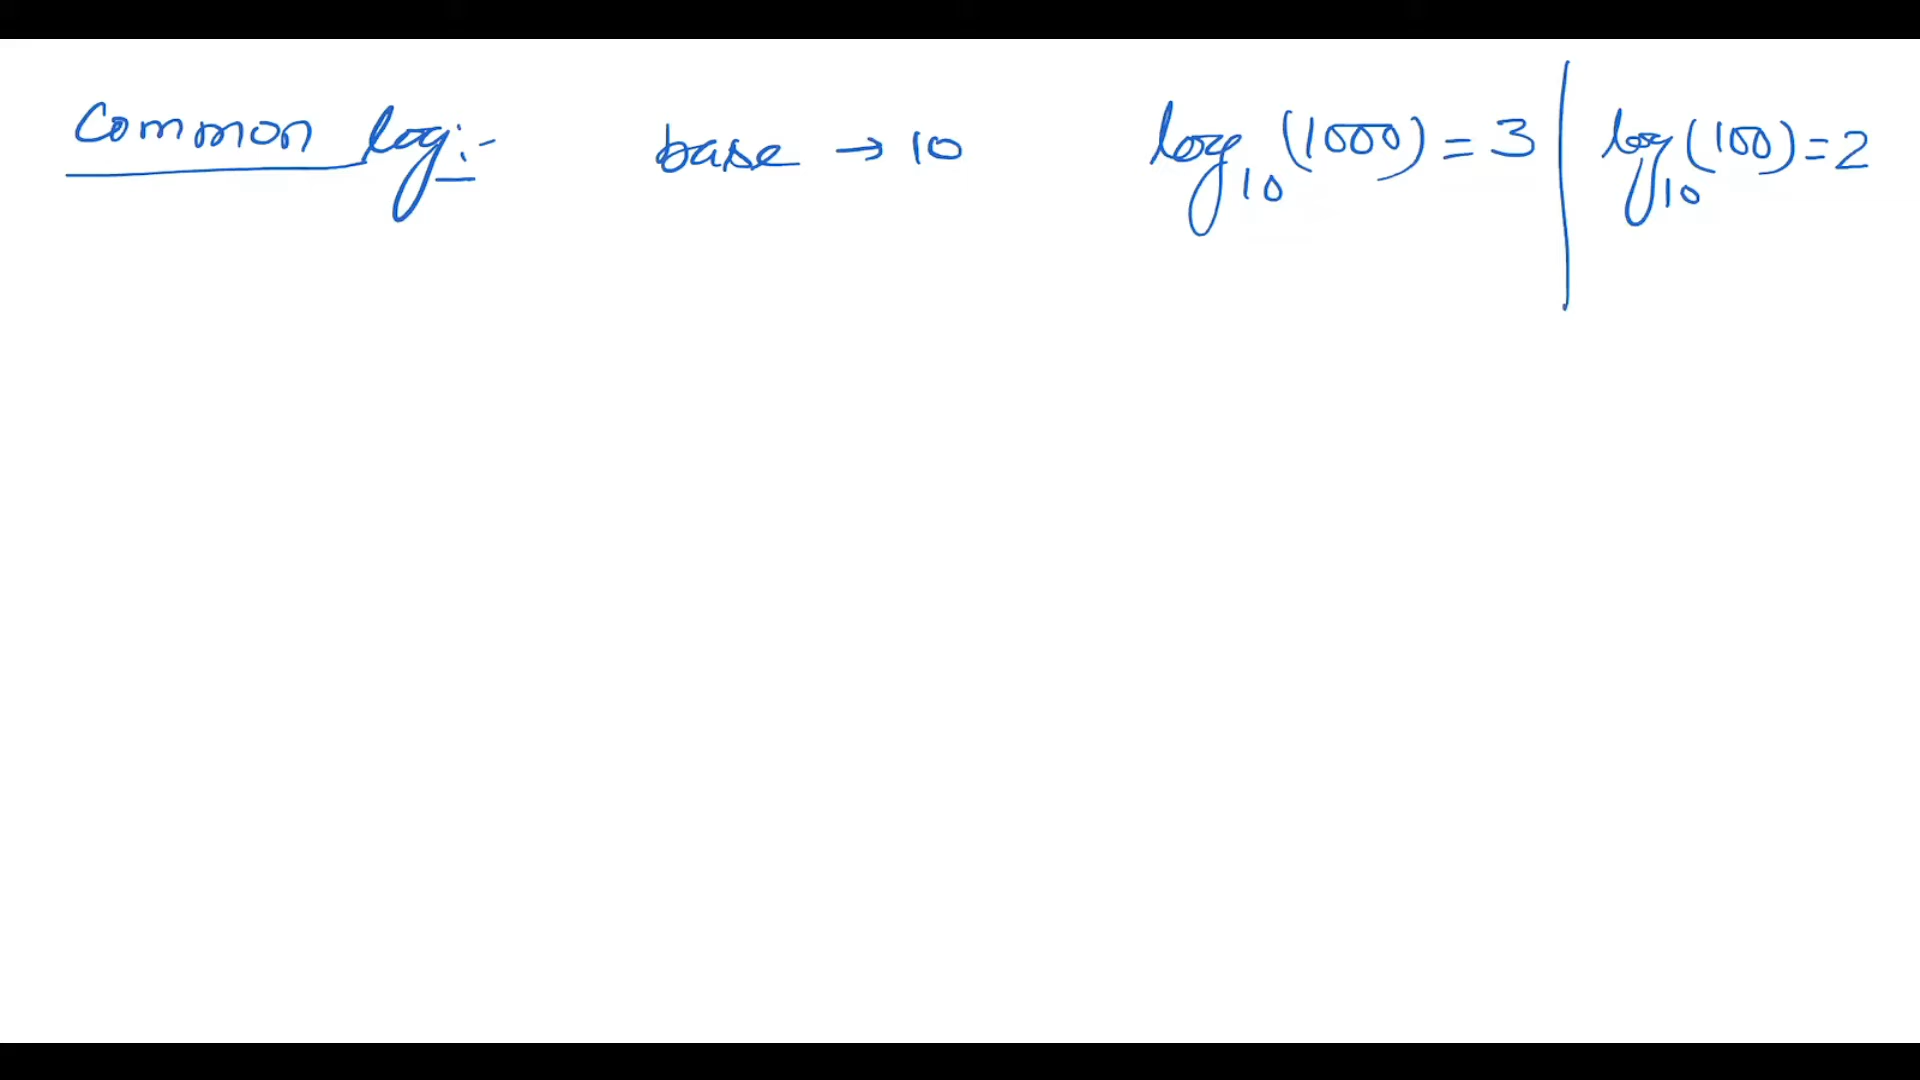 Common log:- base → 10 log₁₀(1000) = 3 | log₁₀(100) = 2